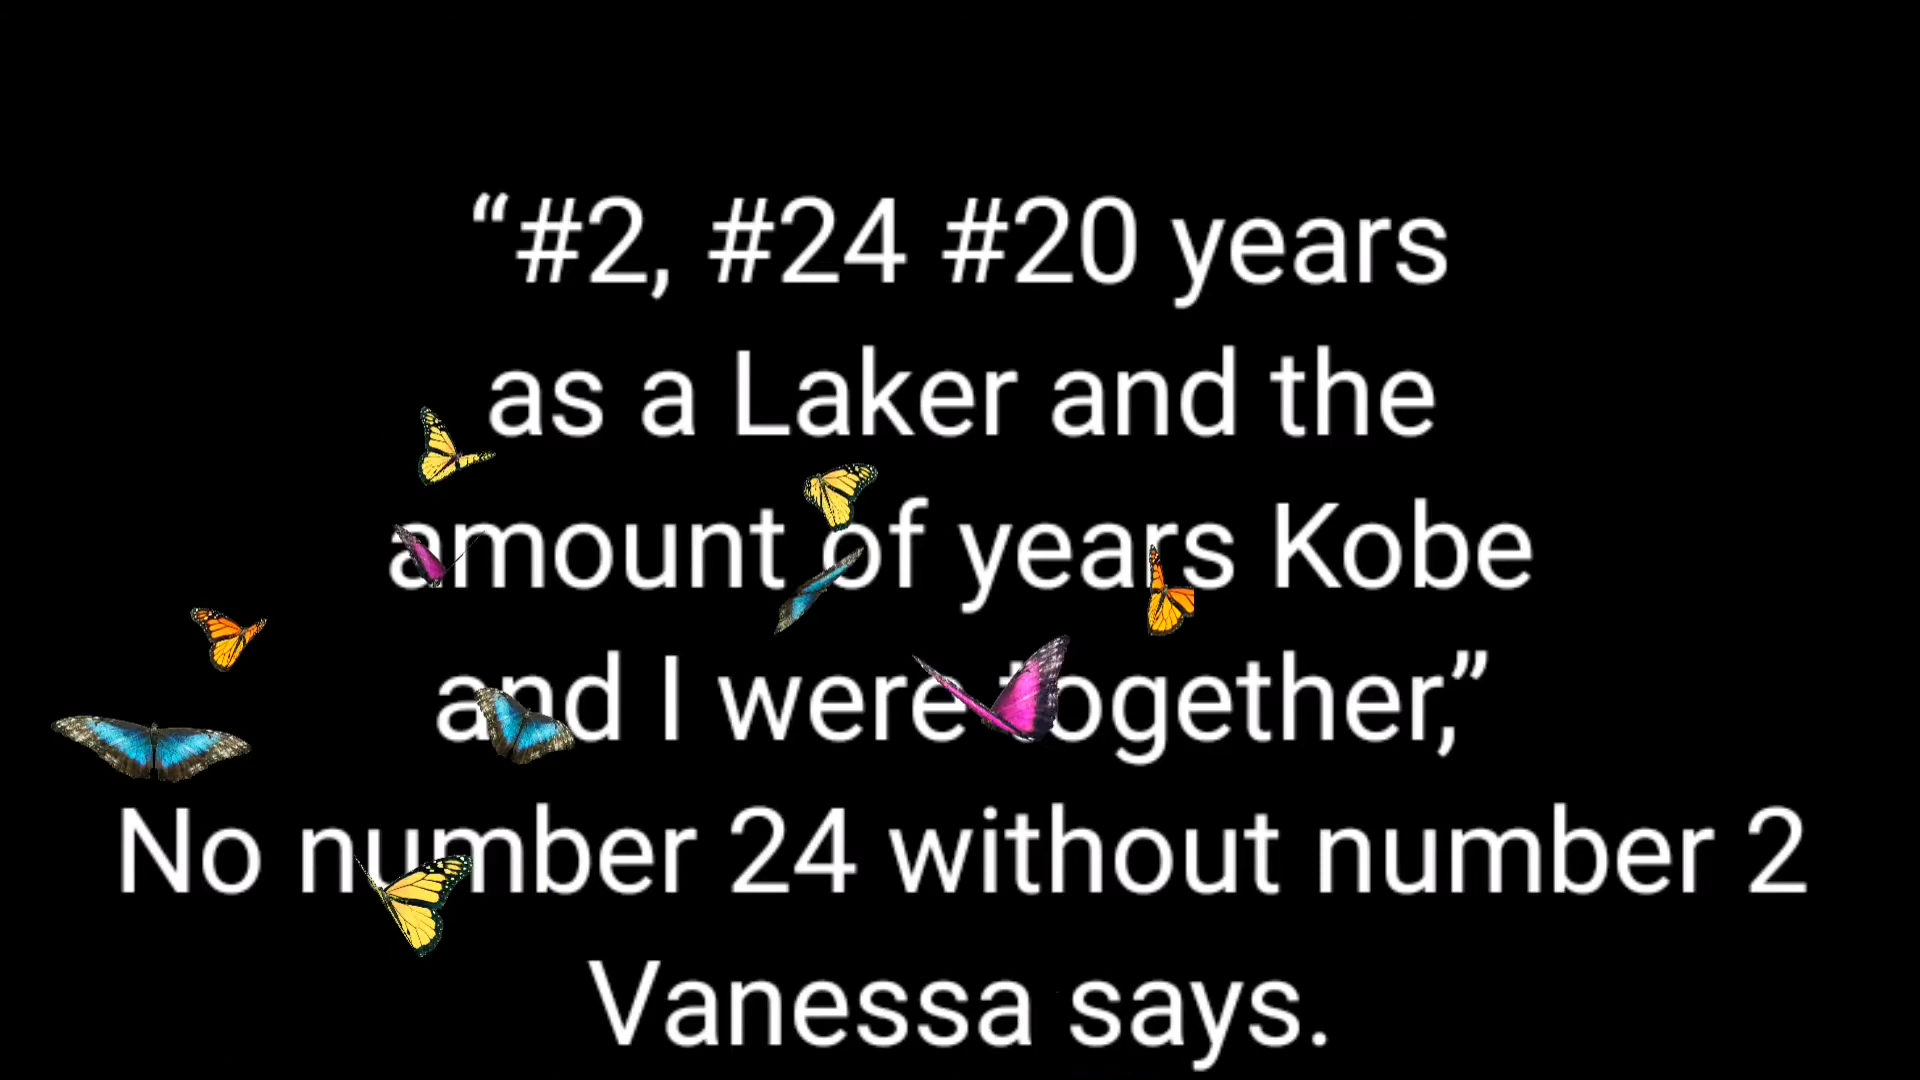 “#2, #24 #20 years
as a Laker and the
amount of years Kobe
and I were together,”
No number 24 without number 2
Vanessa says.